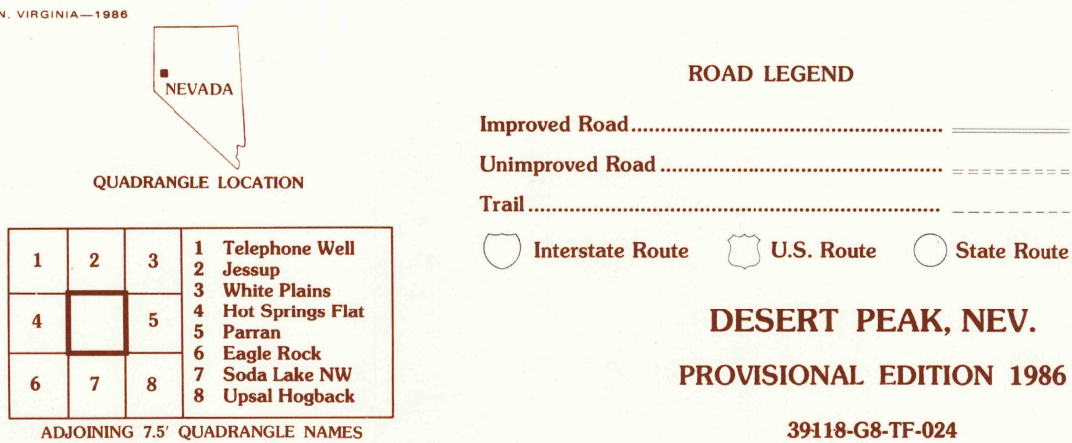 N. VIRGINIA—1986
NEVADA
QUADRANGLE LOCATION
1 2 3
4 5
6 7 8
1 Telephone Well
2 Jessup
3 White Plains
4 Hot Springs Flat
5 Parran
6 Eagle Rock
7 Soda Lake NW
8 Upsal Hogback
ADJOINING 7.5′ QUADRANGLE NAMES
ROAD LEGEND
Improved Road
Unimproved Road
Trail
Interstate Route U.S. Route State Route
DESERT PEAK, NEV.
PROVISIONAL EDITION 1986
39118-G8-TF-024